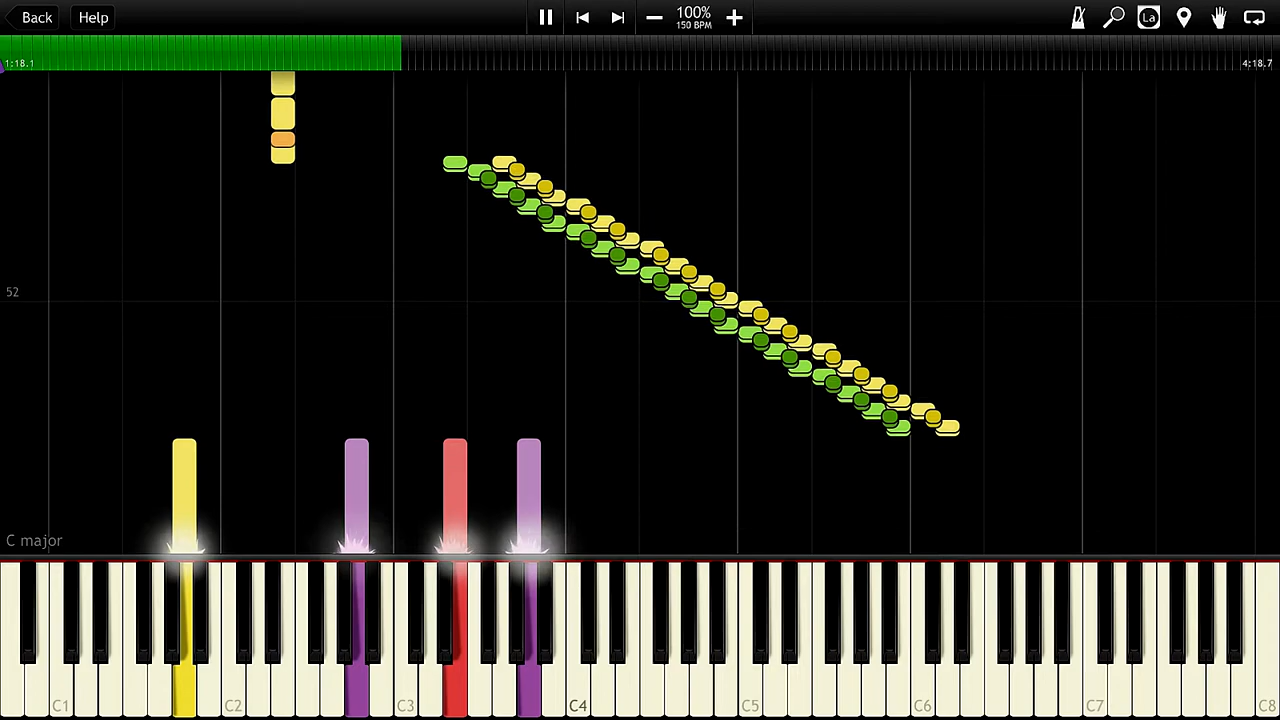 Back
Help
100%
150 BPM
La
1:18.1
4:18.7
52
C major
C1
C2
C3
C4
C5
C6
C7
C8